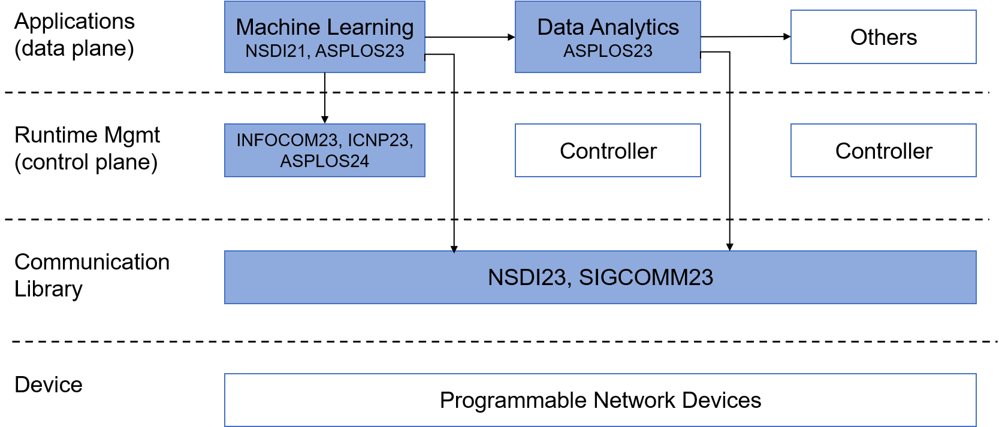 Applications
(data plane)
Machine Learning
NSDI21, ASPLOS23
Data Analytics
ASPLOS23
Others
Runtime Mgmt
(control plane)
INFOCOM23, ICNP23,
ASPLOS24
Controller
Controller
Communication
Library
NSDI23, SIGCOMM23
Device
Programmable Network Devices